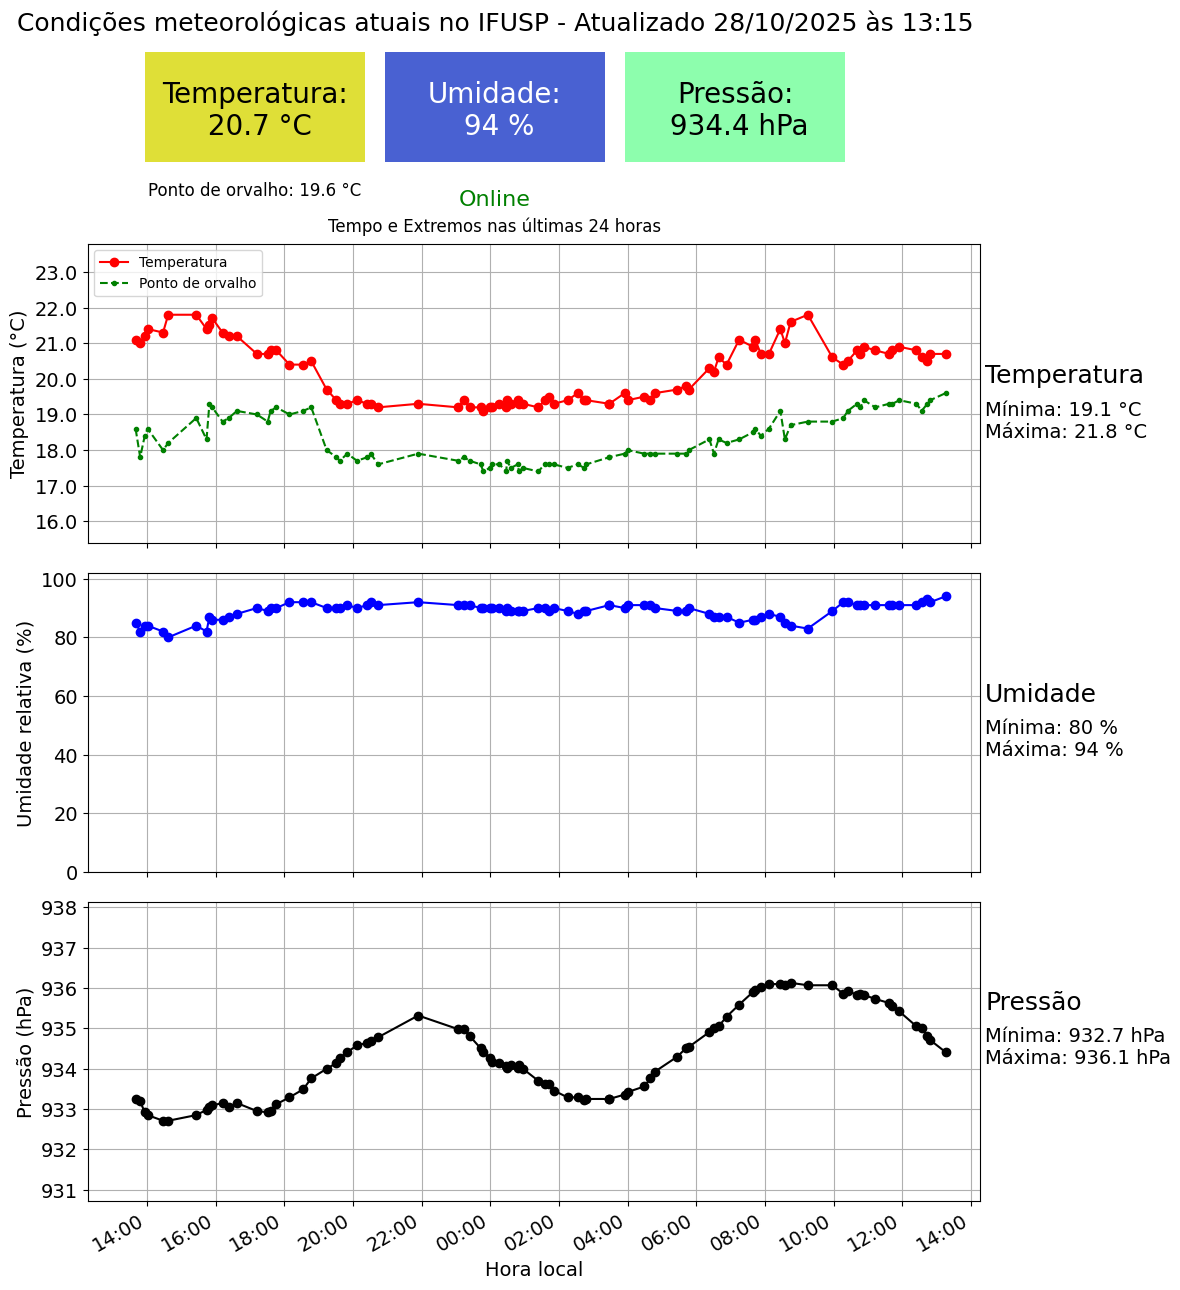 Condições meteorológicas atuais no IFUSP - Atualizado 28/10/2025 às 13:15
Temperatura:
20.7 °C
Umidade:
94 %
Pressão:
934.4 hPa
Ponto de orvalho: 19.6 °C
Online
Tempo e Extremos nas últimas 24 horas
Temperatura
Ponto de orvalho
Temperatura (°C)
23.0
22.0
21.0
20.0
19.0
18.0
17.0
16.0
Temperatura
Mínima: 19.1 °C
Máxima: 21.8 °C
Umidade relativa (%)
100
80
60
40
20
0
Umidade
Mínima: 80 %
Máxima: 94 %
Pressão (hPa)
938
937
936
935
934
933
932
931
Pressão
Mínima: 932.7 hPa
Máxima: 936.1 hPa
14:00 16:00 18:00 20:00 22:00 00:00 02:00 04:00 06:00 08:00 10:00 12:00 14:00
Hora local